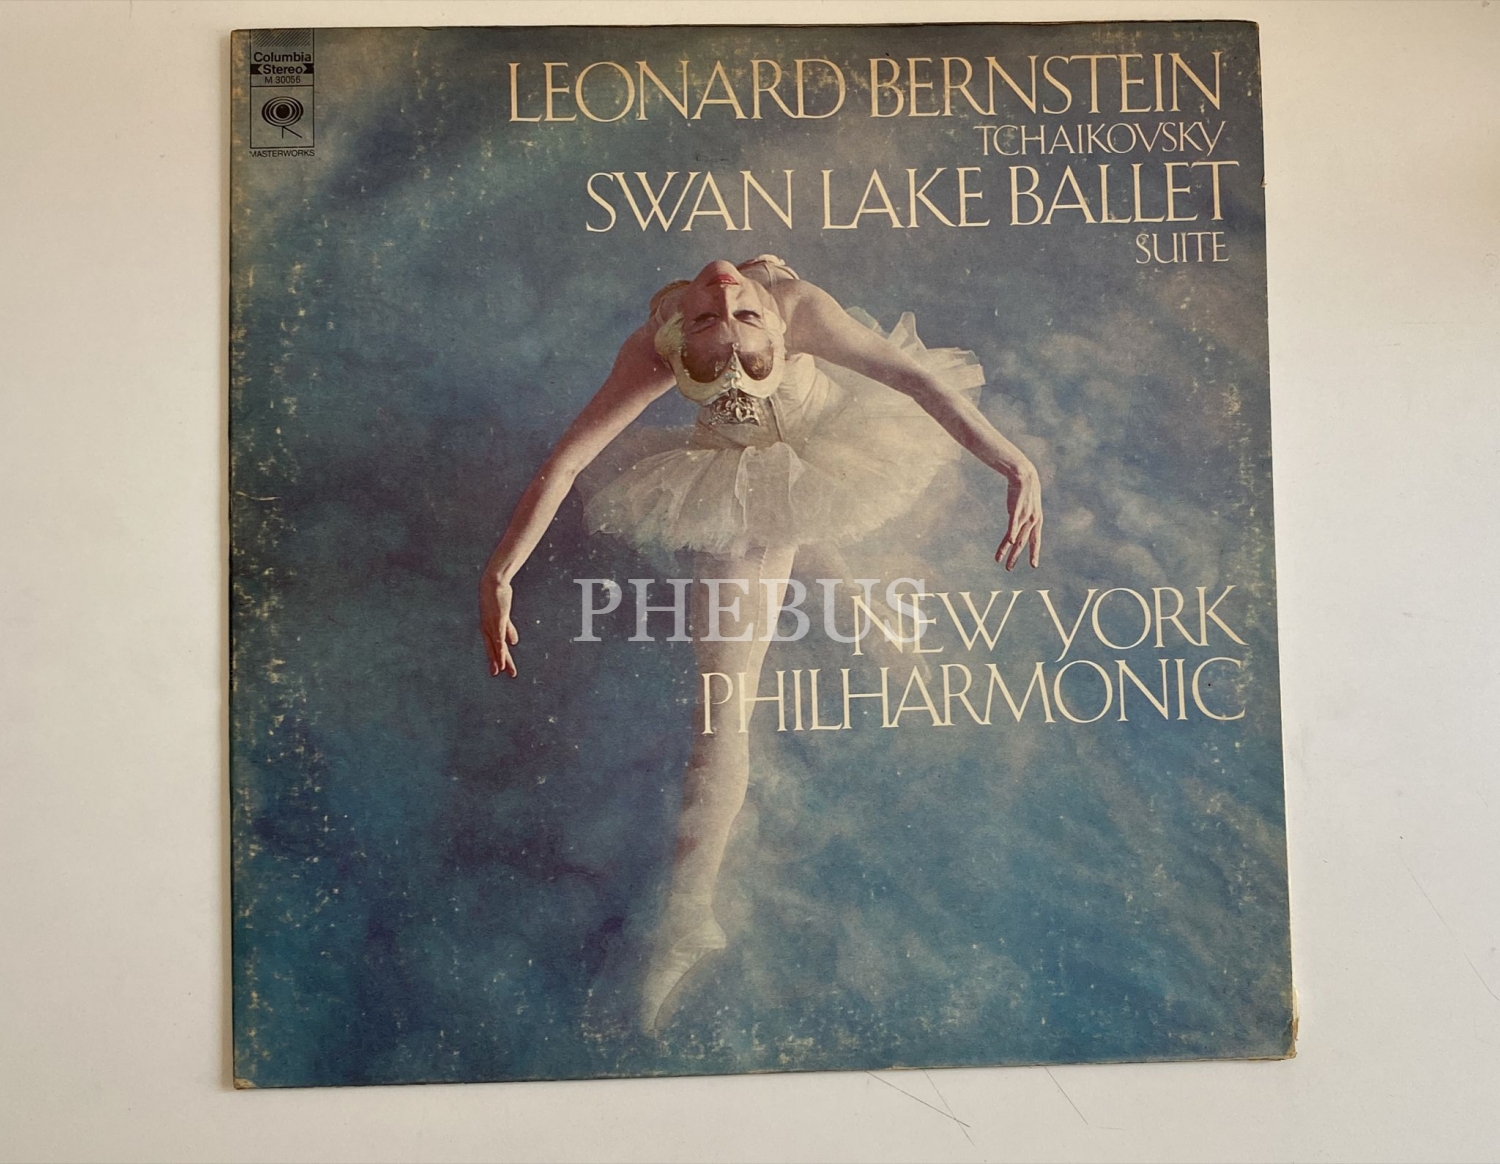 Columbia
Stereo
M 30056
MASTERWORKS
LEONARD BERNSTEIN
TCHAIKOVSKY
SWAN LAKE BALLET
SUITE
PHEBUS
NEW YORK
PHILHARMONIC